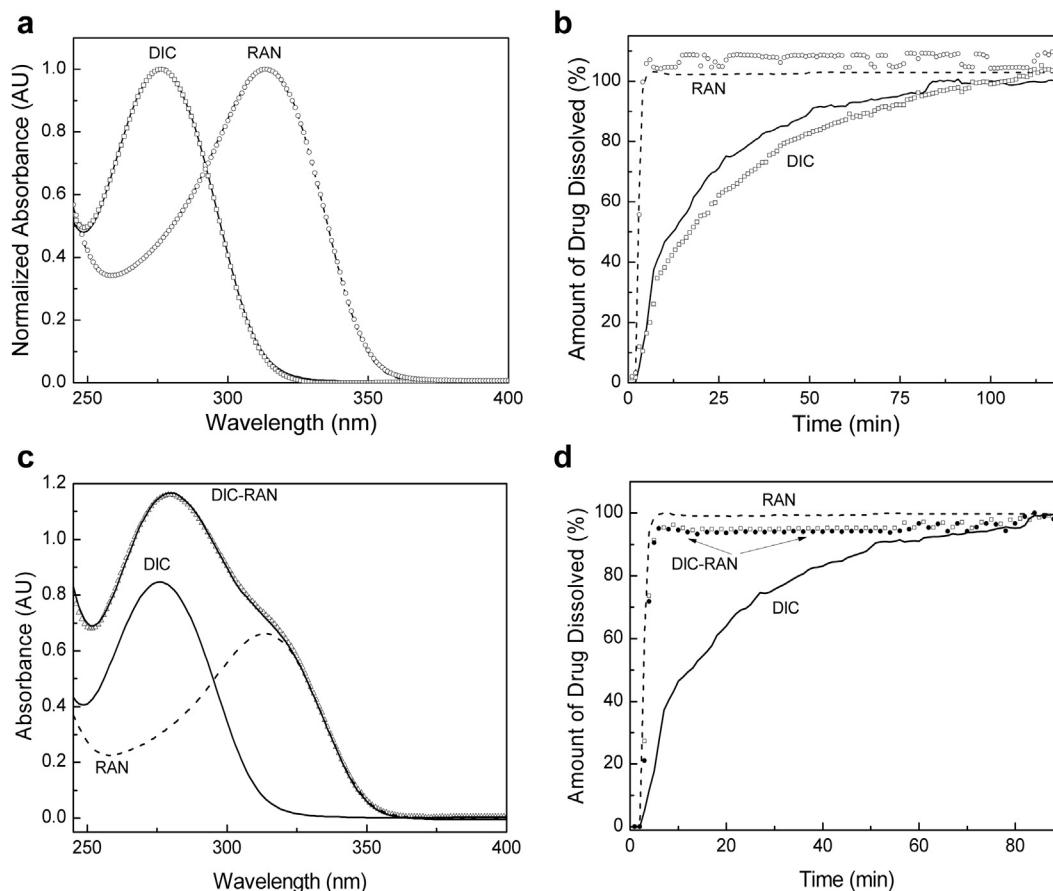 a
DIC
RAN
1.0
0.8
0.6
0.4
0.2
0.0
Normalized Absorbance (AU)
250
300
350
400
Wavelength (nm)
b
100
80
60
40
20
0
Amount of Drug Dissolved (%)
RAN
DIC
0
25
50
75
100
Time (min)
c
1.2
1.0
0.8
0.6
0.4
0.2
0.0
Absorbance (AU)
DIC-RAN
DIC
RAN
250
300
350
400
Wavelength (nm)
d
100
80
60
40
20
0
Amount of Drug Dissolved (%)
RAN
DIC-RAN
DIC
0
20
40
60
80
Time (min)